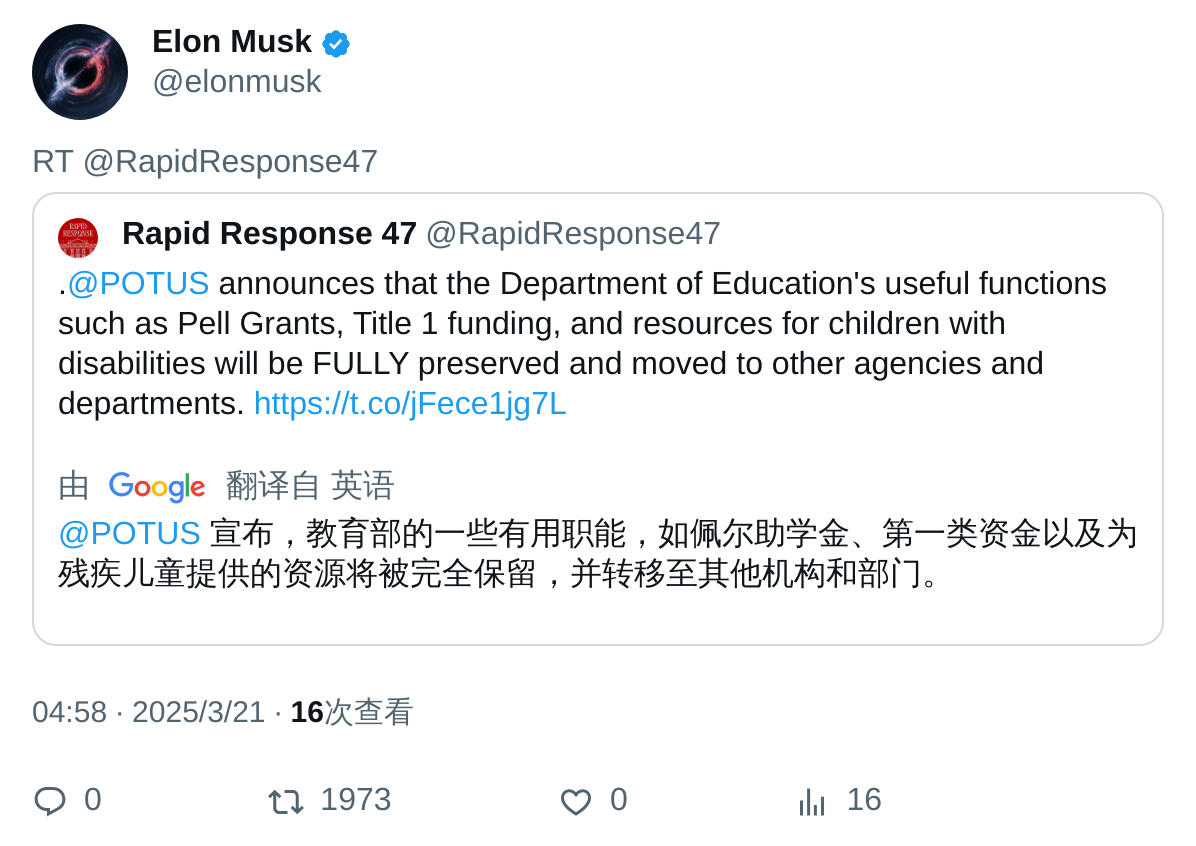 Elon Musk
@elonmusk
RT @RapidResponse47
RAPID
RESPONSE
Rapid Response 47 @RapidResponse47
.@POTUS announces that the Department of Education's useful functions
such as Pell Grants, Title 1 funding, and resources for children with
disabilities will be FULLY preserved and moved to other agencies and
departments. https://t.co/jFece1jg7L
由 Google 翻译自 英语
@POTUS 宣布，教育部的一些有用职能，如佩尔助学金、第一类资金以及为
残疾儿童提供的资源将被完全保留，并转移至其他机构和部门。
04:58 · 2025/3/21 · 16次查看
0 1973 0 16